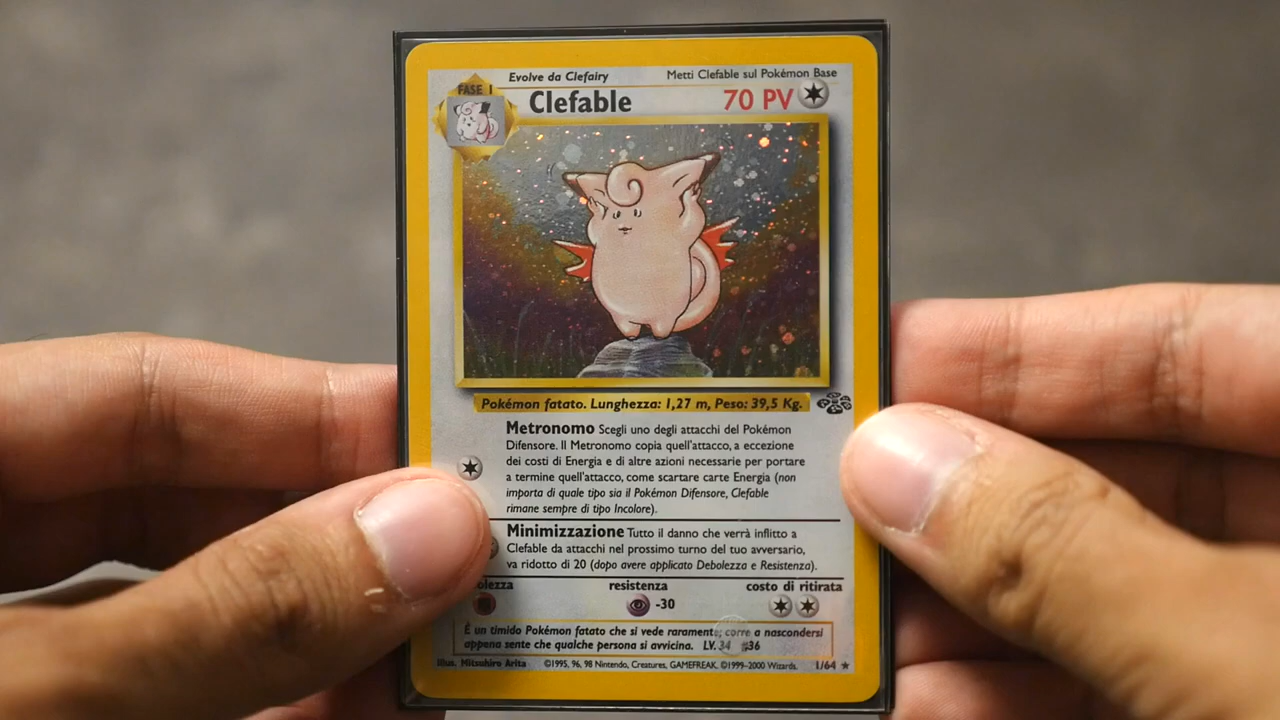 Evolve da Clefairy
Metti Clefable sul Pokémon Base
FASE 1
Clefable
70 PV
Pokémon fatato. Lunghezza: 1,27 m, Peso: 39,5 Kg.
Metronomo Scegli uno degli attacchi del Pokémon
Difensore. Il Metronomo copia quell'attacco, a eccezione
dei costi di Energia e di altre azioni necessarie per portare
a termine quell'attacco, come scartare carte Energia (non
importa di quale tipo sia il Pokémon Difensore, Clefable
rimane sempre di tipo Incolore).
Minimizzazione Tutto il danno che verrà inflitto a
Clefable da attacchi nel prossimo turno del tuo avversario,
va ridotto di 20 (dopo avere applicato Debolezza e Resistenza).
resistenza
costo di ritirata
-30
È un timido Pokémon fatato che si vede raramente; corre a nascondersi
appena sente che qualche persona si avvicina. LV. 34 #36
Illus. Mitsuhiro Arita ©1995, 96, 98 Nintendo, Creatures, GAMEFREAK. ©1999-2000 Wizards. 1/64 ★